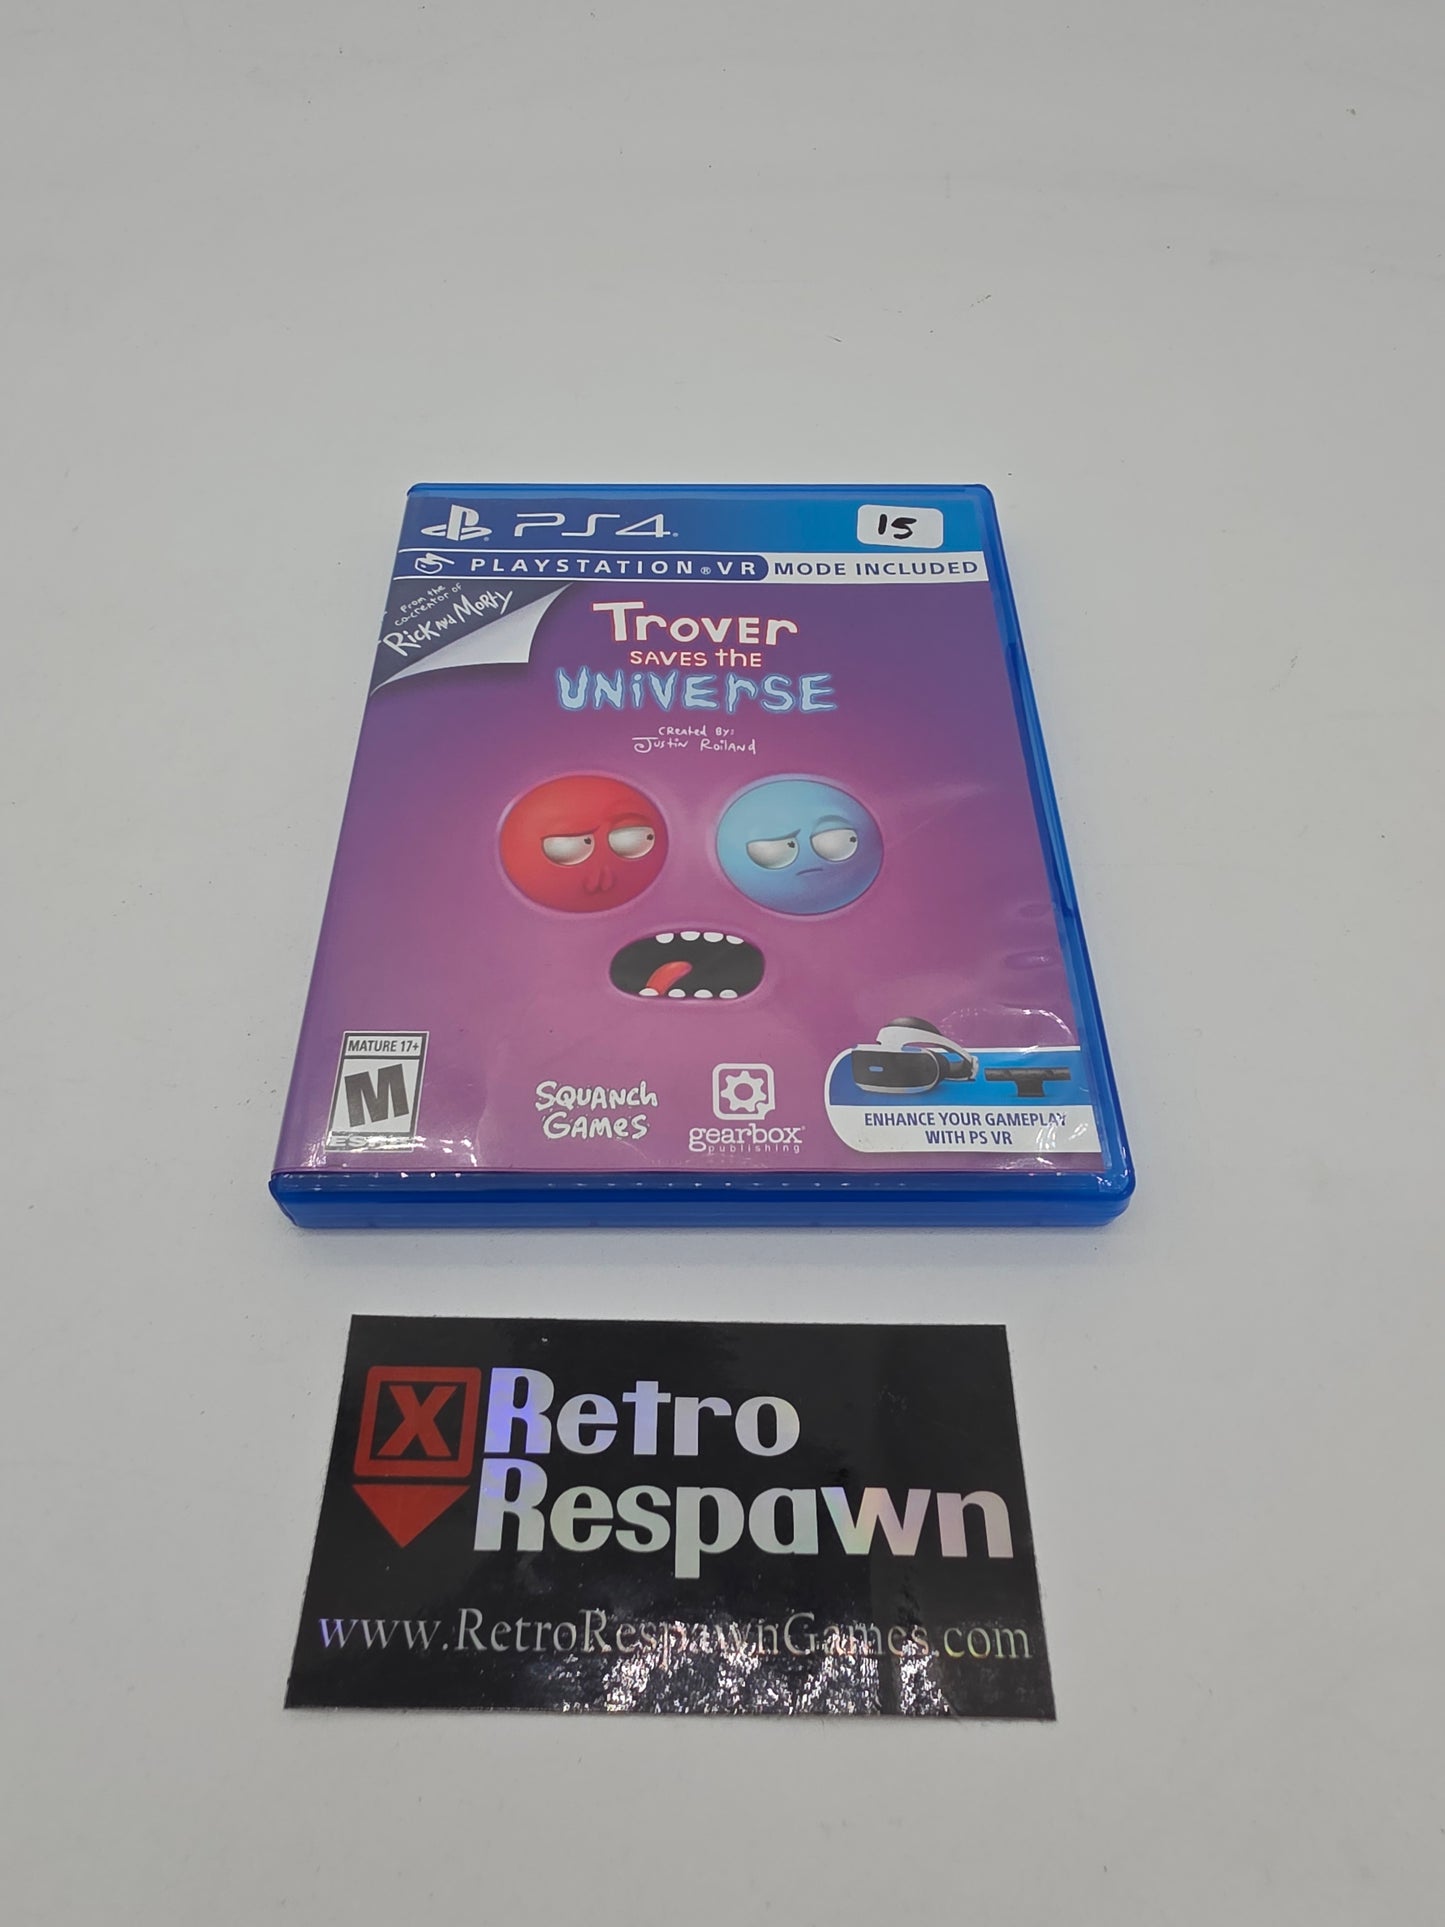 PS4
15
PLAYSTATION®VR MODE INCLUDED
From the
co-creator of
Rick and Morty
Trover
saves the
Universe
Created By:
Justin Roiland
MATURE 17+
M
ESRB
Squanch
Games
gearbox
publishing
ENHANCE YOUR GAMEPLAY
WITH PS VR
X Retro
Respawn
www.RetroRespawnGames.com